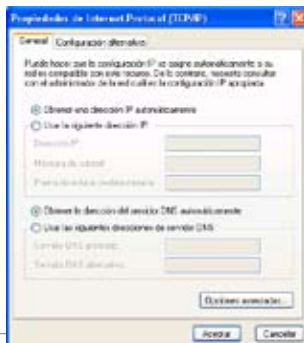 Propiedades de Internet Protocol (TCP/IP)
General Configuración alternativa
Puede hacer que la configuración IP se asigne automáticamente si su
red es compatible con este recurso. De lo contrario, necesita consultar
con el administrador de la red cuál es la configuración IP apropiada.
Obtener una dirección IP automáticamente
Usar la siguiente dirección IP:
Dirección IP:
Máscara de subred:
Puerta de enlace predeterminada:
Obtener la dirección del servidor DNS automáticamente
Usar las siguientes direcciones de servidor DNS:
Servidor DNS preferido:
Servidor DNS alternativo:
Opciones avanzadas...
Aceptar Cancelar